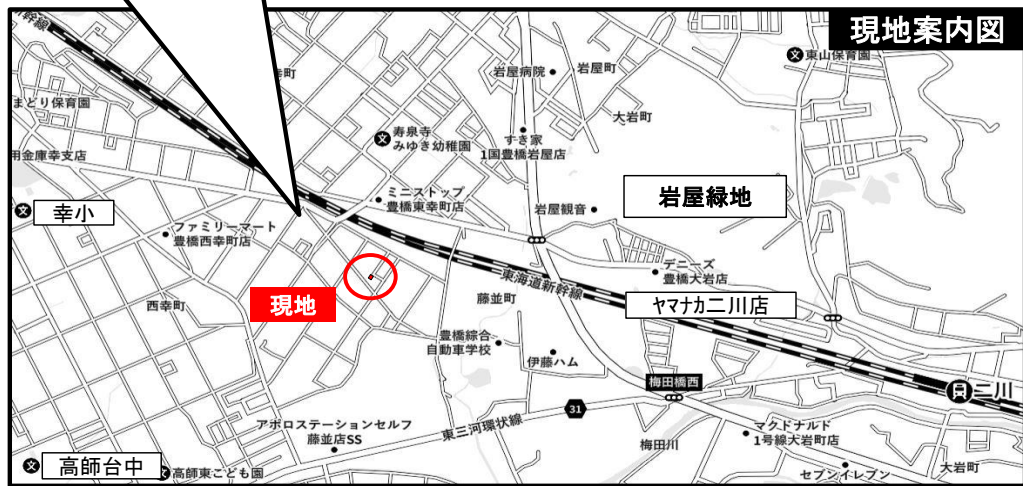 現地案内図
新幹線
東山保育園
岩屋病院
岩屋町
幸町
大岩町
まどり保育園
寿泉寺
みゆき幼稚園
すき家
1国豊橋岩屋店
用金庫幸支店
ミニストップ
豊橋東幸町店
岩屋緑地
幸小
岩屋観音
ファミリーマート
豊橋西幸町店
デニーズ
豊橋大岩店
東海道新幹線
現地
藤並町
ヤマナカ二川店
西幸町
豊橋綜合
自動車学校
伊藤ハム
梅田橋西
二川
31
アポロステーションセルフ
藤並店SS
東三河環状線
マクドナルド
1号線大岩町店
梅田川
高師台中
高師東こども園
セブンイレブン
大岩町